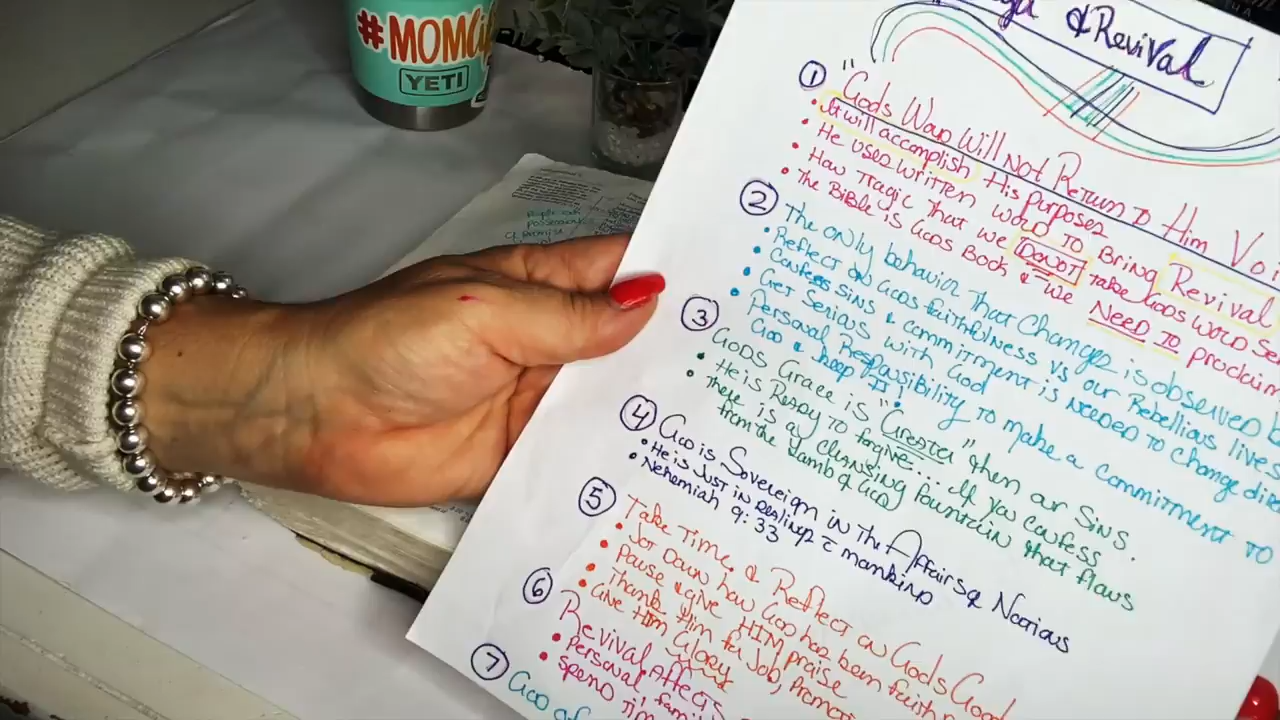 #MOMLife
YETI
& Revival
① "Gods Word Will Not Return To Him Voi
• It will accomplish His purposes
• He uses written word to Bring Revival
• How Tragic that we Do NOT take Gods Word Se
• The Bible is Gods Book & we Need To proclaim
② The only behavior that Changes is observed b
• Reflect on Gods faithfulness vs our Rebellious lives
• Confess sins & commitment is needed to change dire
• Get Serious with God
• Personal Responsibility to make a commitment to
God & keep it.
③ Gods Grace is "Greater" then our Sins.
• He is Ready to forgive... If you confess
• There is a cleansing fountain that flows
from the Lamb of God
④ God is Sovereign in the Affairs & Nations
• He is Just in dealings c mankind
• Nehemiah 9:33
⑤ Take Time & Reflect on Gods Good
• Jot Down how God has been faithf
• Pause & give HIM praise
• Thank Him for Job, Promot
• Give Him Glory
⑥ Revival Affects
• Personal, fami
• Spend Tim
⑦ God of